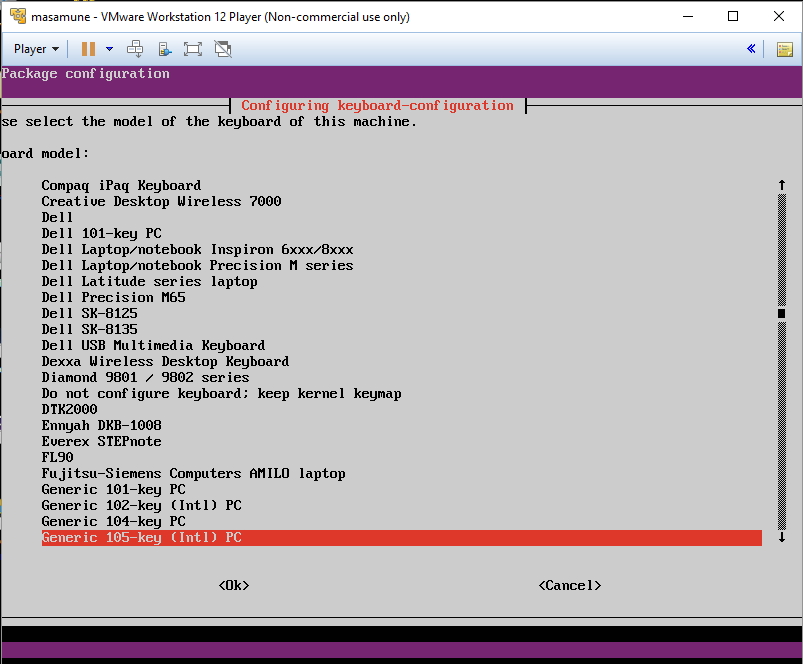 masamune - VMware Workstation 12 Player (Non-commercial use only)
Player
Package configuration
Configuring keyboard-configuration
se select the model of the keyboard of this machine.
oard model:
Compaq iPaq Keyboard
Creative Desktop Wireless 7000
Dell
Dell 101-key PC
Dell Laptop/notebook Inspiron 6xxx/8xxx
Dell Laptop/notebook Precision M series
Dell Latitude series laptop
Dell Precision M65
Dell SK-8125
Dell SK-8135
Dell USB Multimedia Keyboard
Dexxa Wireless Desktop Keyboard
Diamond 9801 / 9802 series
Do not configure keyboard; keep kernel keymap
DTK2000
Ennyah DKB-1008
Everex STEPnote
FL90
Fujitsu-Siemens Computers AMILO laptop
Generic 101-key PC
Generic 102-key (Intl) PC
Generic 104-key PC
Generic 105-key (Intl) PC
<Ok> <Cancel>